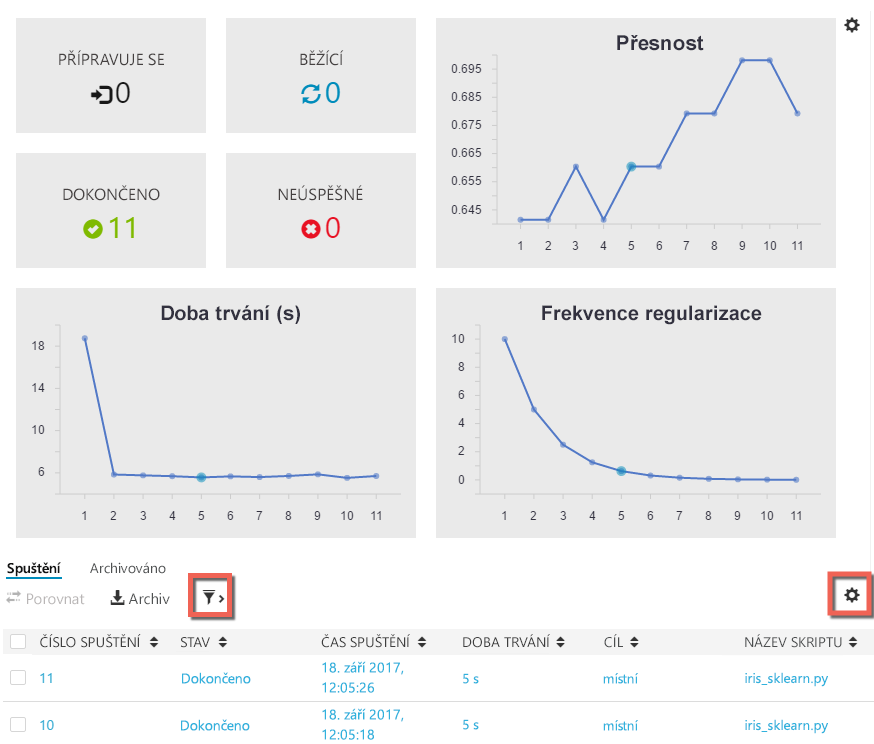 PŘÍPRAVUJE SE
0
BĚŽÍCÍ
0
DOKONČENO
11
NEÚSPĚŠNÉ
0
Přesnost
0.695
0.685
0.675
0.665
0.655
0.645
1 2 3 4 5 6 7 8 9 10 11
Doba trvání (s)
18
14
10
6
1 2 3 4 5 6 7 8 9 10 11
Frekvence regularizace
10
8
6
4
2
0
1 2 3 4 5 6 7 8 9 10 11
Spuštění Archivováno
Porovnat Archiv
ČÍSLO SPUŠTĚNÍ STAV ČAS SPUŠTĚNÍ DOBA TRVÁNÍ CÍL NÁZEV SKRIPTU
11 Dokončeno 18. září 2017, 12:05:26 5 s místní iris_sklearn.py
10 Dokončeno 18. září 2017, 12:05:18 5 s místní iris_sklearn.py